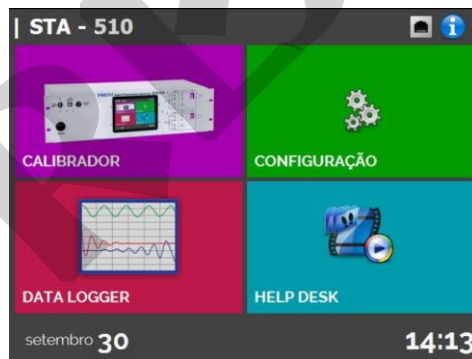 | STA - 510
CALIBRADOR
CONFIGURAÇÃO
DATA LOGGER
HELP DESK
setembro 30
14:13